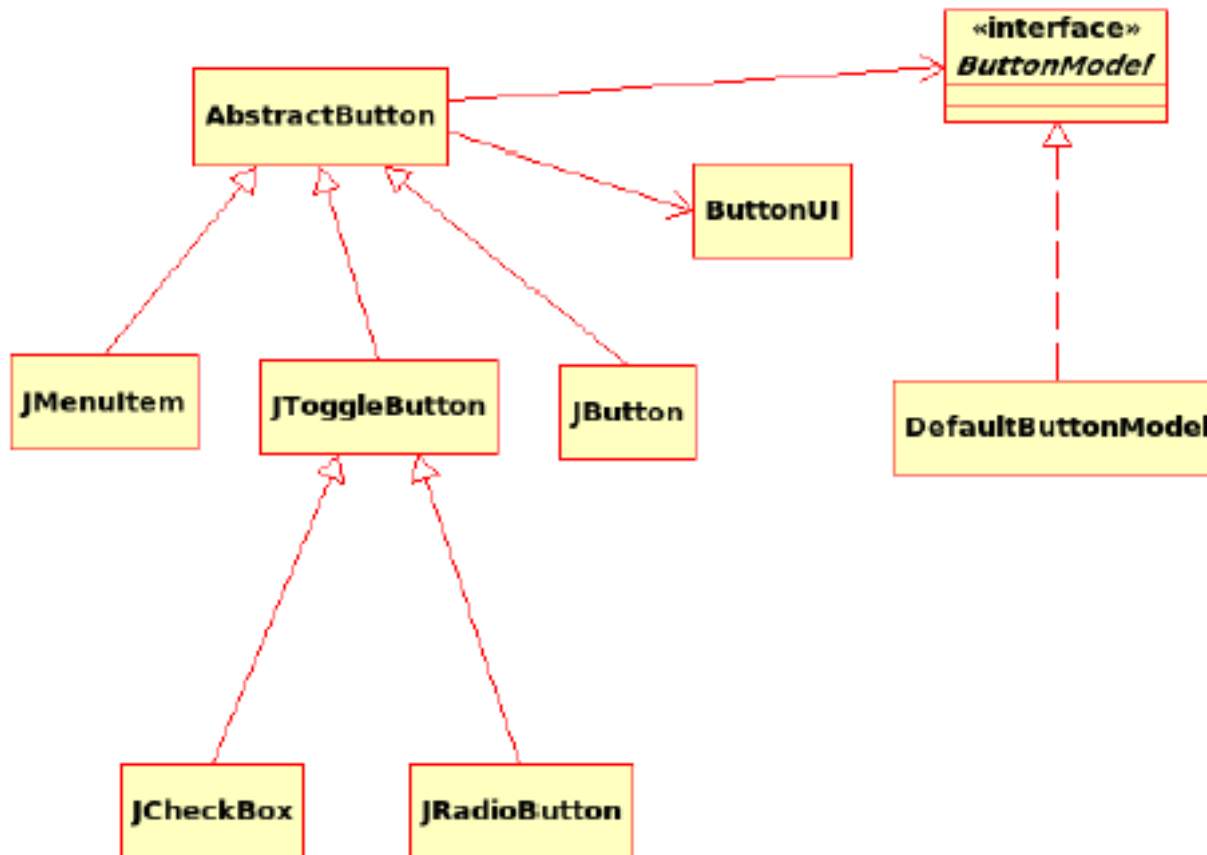 «interface»
ButtonModel
AbstractButton
ButtonUI
JMenuItem
JToggleButton
JButton
DefaultButtonModel
JCheckBox
JRadioButton